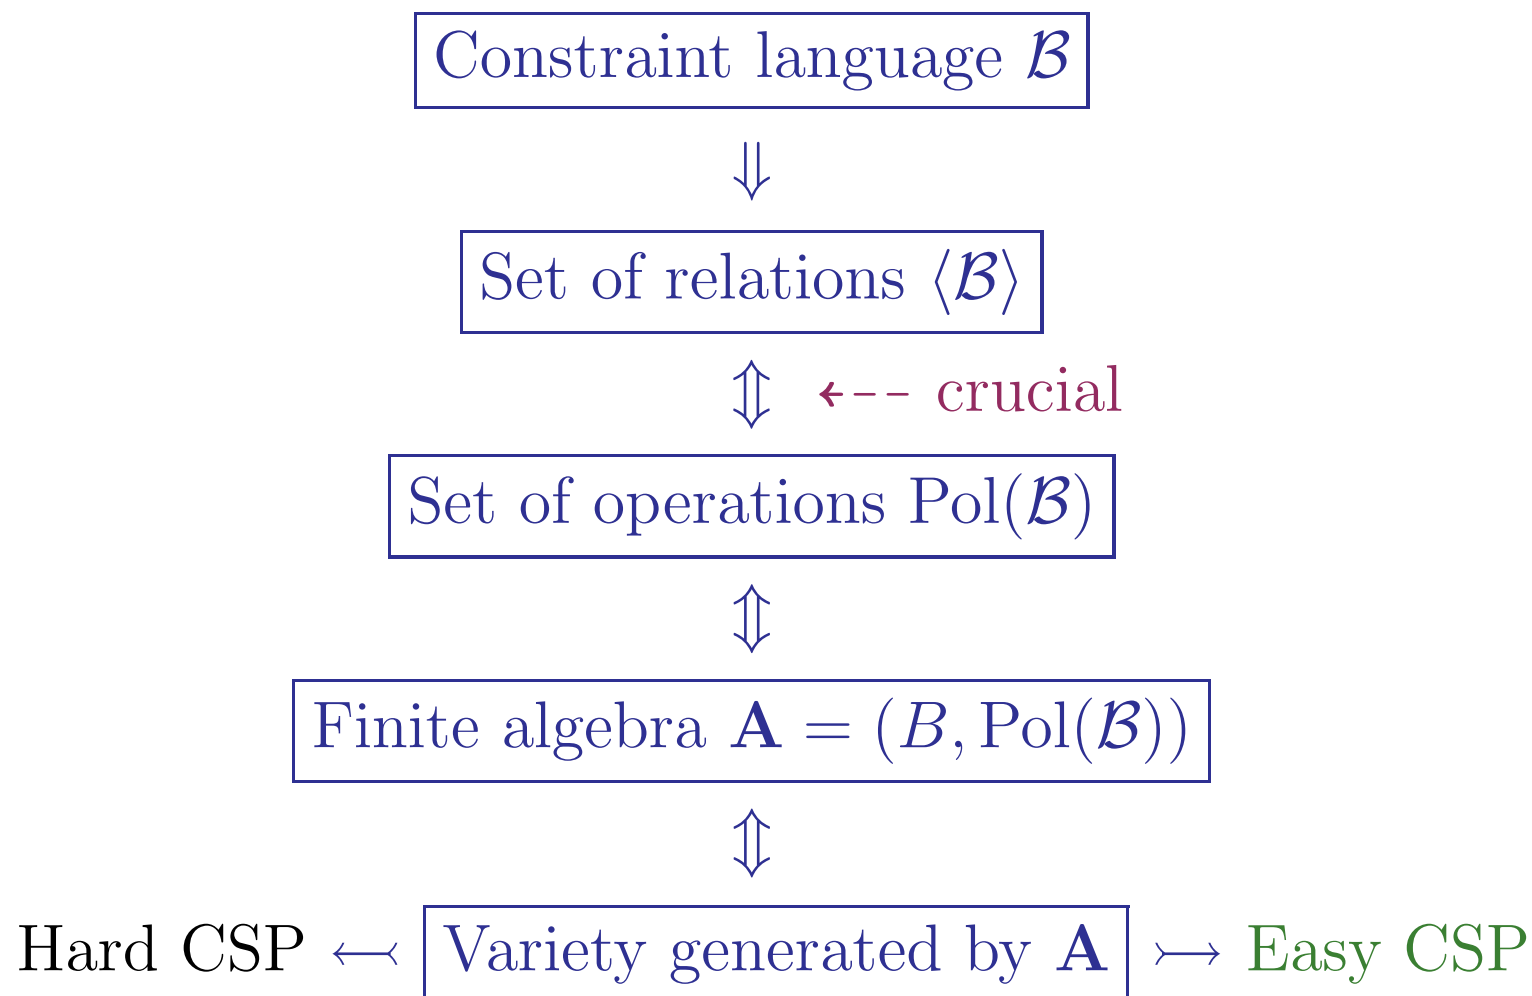 Constraint language ℬ
⇓
Set of relations ⟨ℬ⟩
⇕ ⇠-- crucial
Set of operations Pol(ℬ)
⇕
Finite algebra 𝐀 = (B, Pol(ℬ))
⇕
Hard CSP ⤙ Variety generated by 𝐀 ⤚ Easy CSP